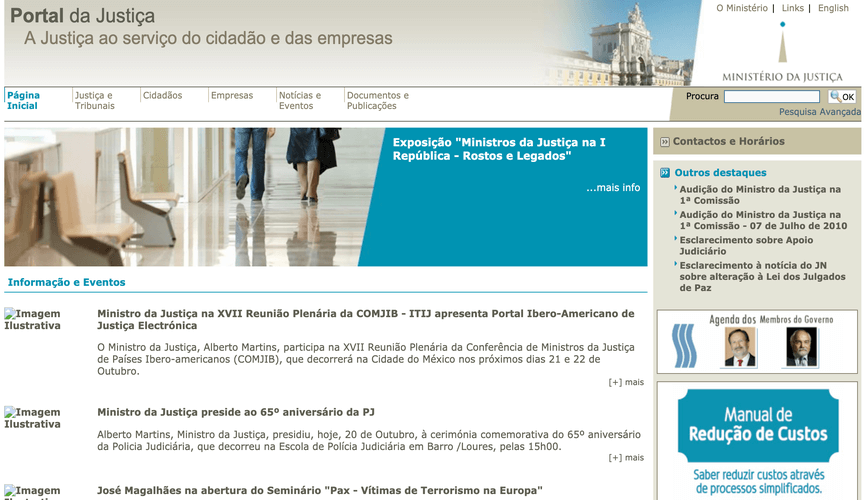 Portal da Justiça
A Justiça ao serviço do cidadão e das empresas
O Ministério | Links | English
MINISTÉRIO DA JUSTIÇA
Página
Inicial
Justiça e
Tribunais
Cidadãos
Empresas
Notícias e
Eventos
Documentos e
Publicações
Procura
OK
Pesquisa Avançada
Exposição "Ministros da Justiça na I
República - Rostos e Legados"
...mais info
Informação e Eventos
Imagem
Ilustrativa
Ministro da Justiça na XVII Reunião Plenária da COMJIB - ITIJ apresenta Portal Ibero-Americano de
Justiça Electrónica
O Ministro da Justiça, Alberto Martins, participa na XVII Reunião Plenária da Conferência de Ministros da Justiça
de Países Ibero-americanos (COMJIB), que decorrerá na Cidade do México nos próximos dias 21 e 22 de
Outubro.
[+] mais
Imagem
Ilustrativa
Ministro da Justiça preside ao 65º aniversário da PJ
Alberto Martins, Ministro da Justiça, presidiu, hoje, 20 de Outubro, à cerimónia comemorativa do 65º aniversário
da Policia Judiciária, que decorreu na Escola de Polícia Judiciária em Barro /Loures, pelas 15h00.
[+] mais
Imagem
José Magalhães na abertura do Seminário "Pax - Vítimas de Terrorismo na Europa"
Contactos e Horários
Outros destaques
Audição do Ministro da Justiça na
1ª Comissão
Audição do Ministro da Justiça na
1ª Comissão - 07 de Julho de 2010
Esclarecimento sobre Apoio
Judiciário
Esclarecimento à notícia do JN
sobre alteração à Lei dos Julgados
de Paz
Agenda dos Membros do Governo
Manual de
Redução de Custos
Saber reduzir custos através
de processos simplificados.